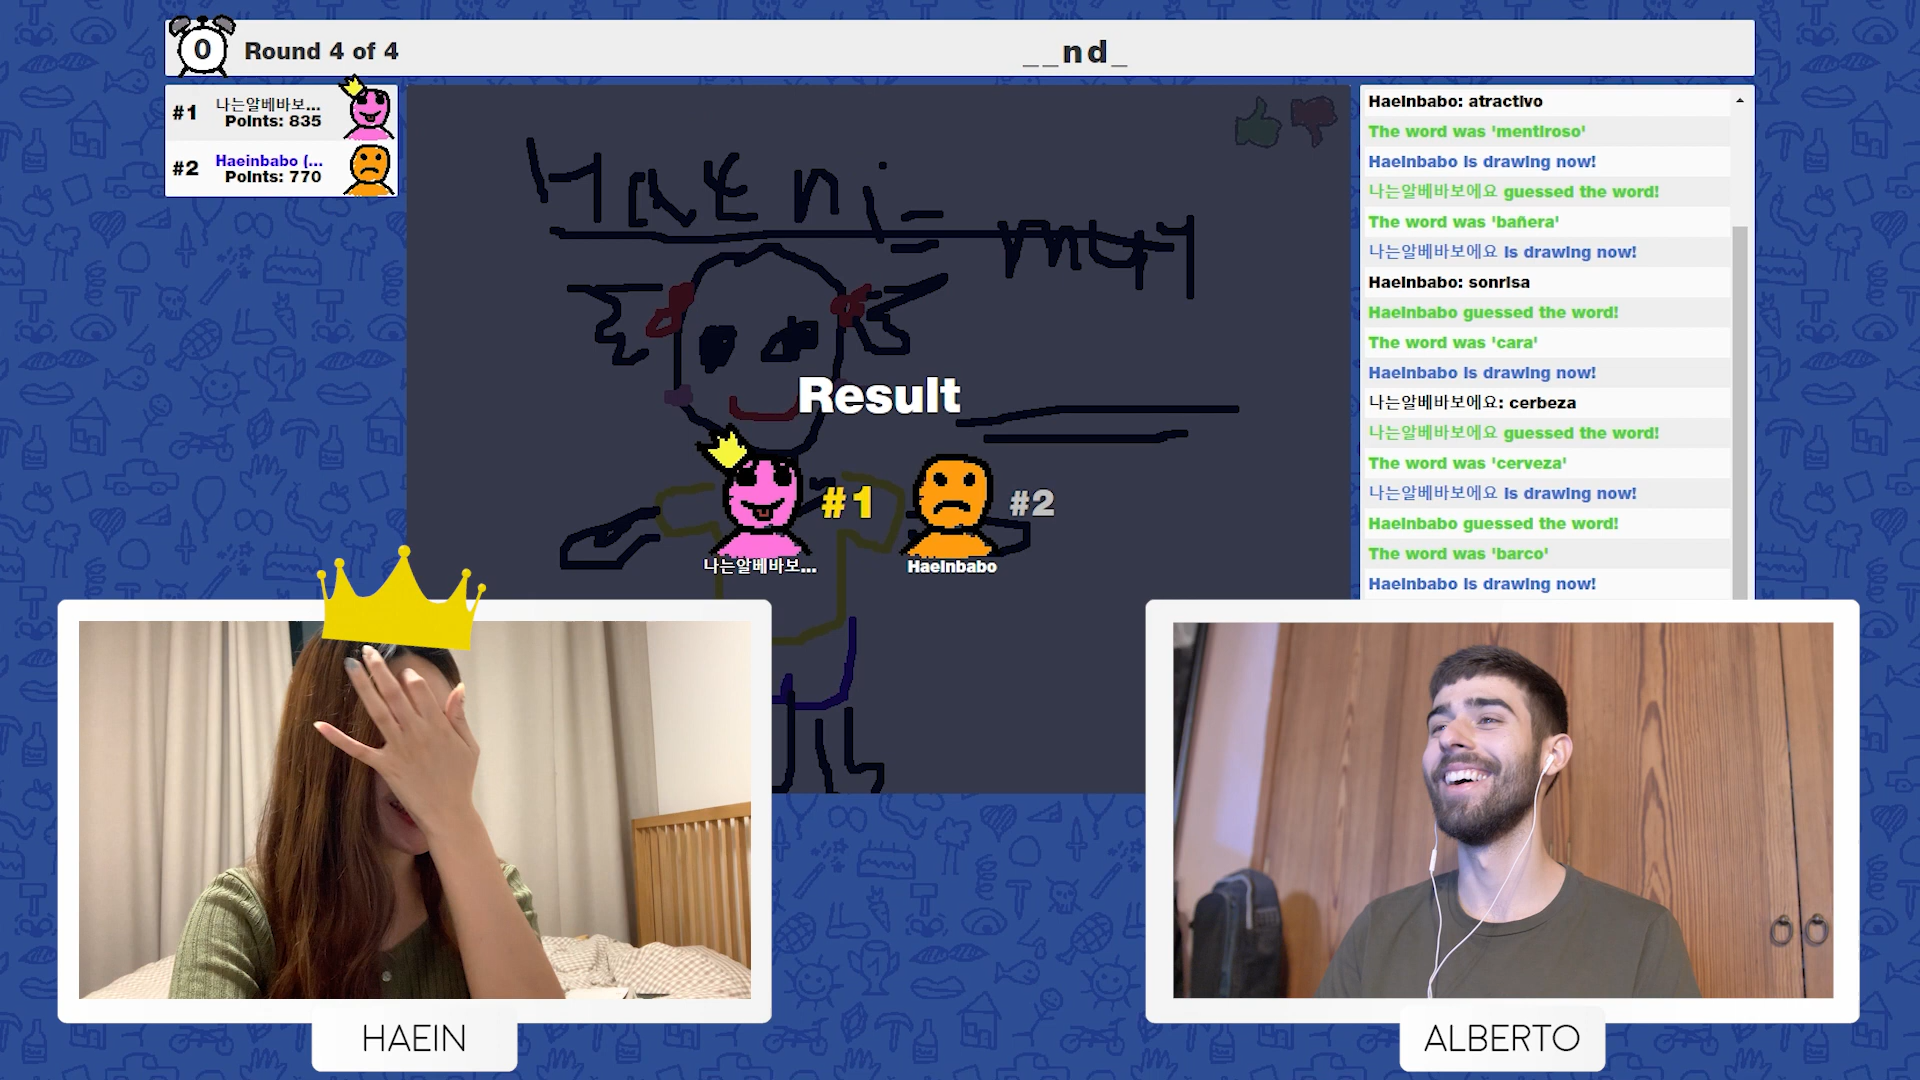 0
Round 4 of 4
__nd_
#1
나는알베바보...
Points: 835
#2
Haeinbabo (...
Points: 770
Haeinbabo: atractivo
The word was 'mentiroso'
Haeinbabo is drawing now!
나는알베바보에요 guessed the word!
The word was 'bañera'
나는알베바보에요 is drawing now!
Haeinbabo: sonrisa
Haeinbabo guessed the word!
The word was 'cara'
Haeinbabo is drawing now!
나는알베바보에요: cerbeza
나는알베바보에요 guessed the word!
The word was 'cerveza'
나는알베바보에요 is drawing now!
Haeinbabo guessed the word!
The word was 'barco'
Haeinbabo is drawing now!
muy
Result
#1
#2
나는알베바보...
Haeinbabo
HAEIN
ALBERTO